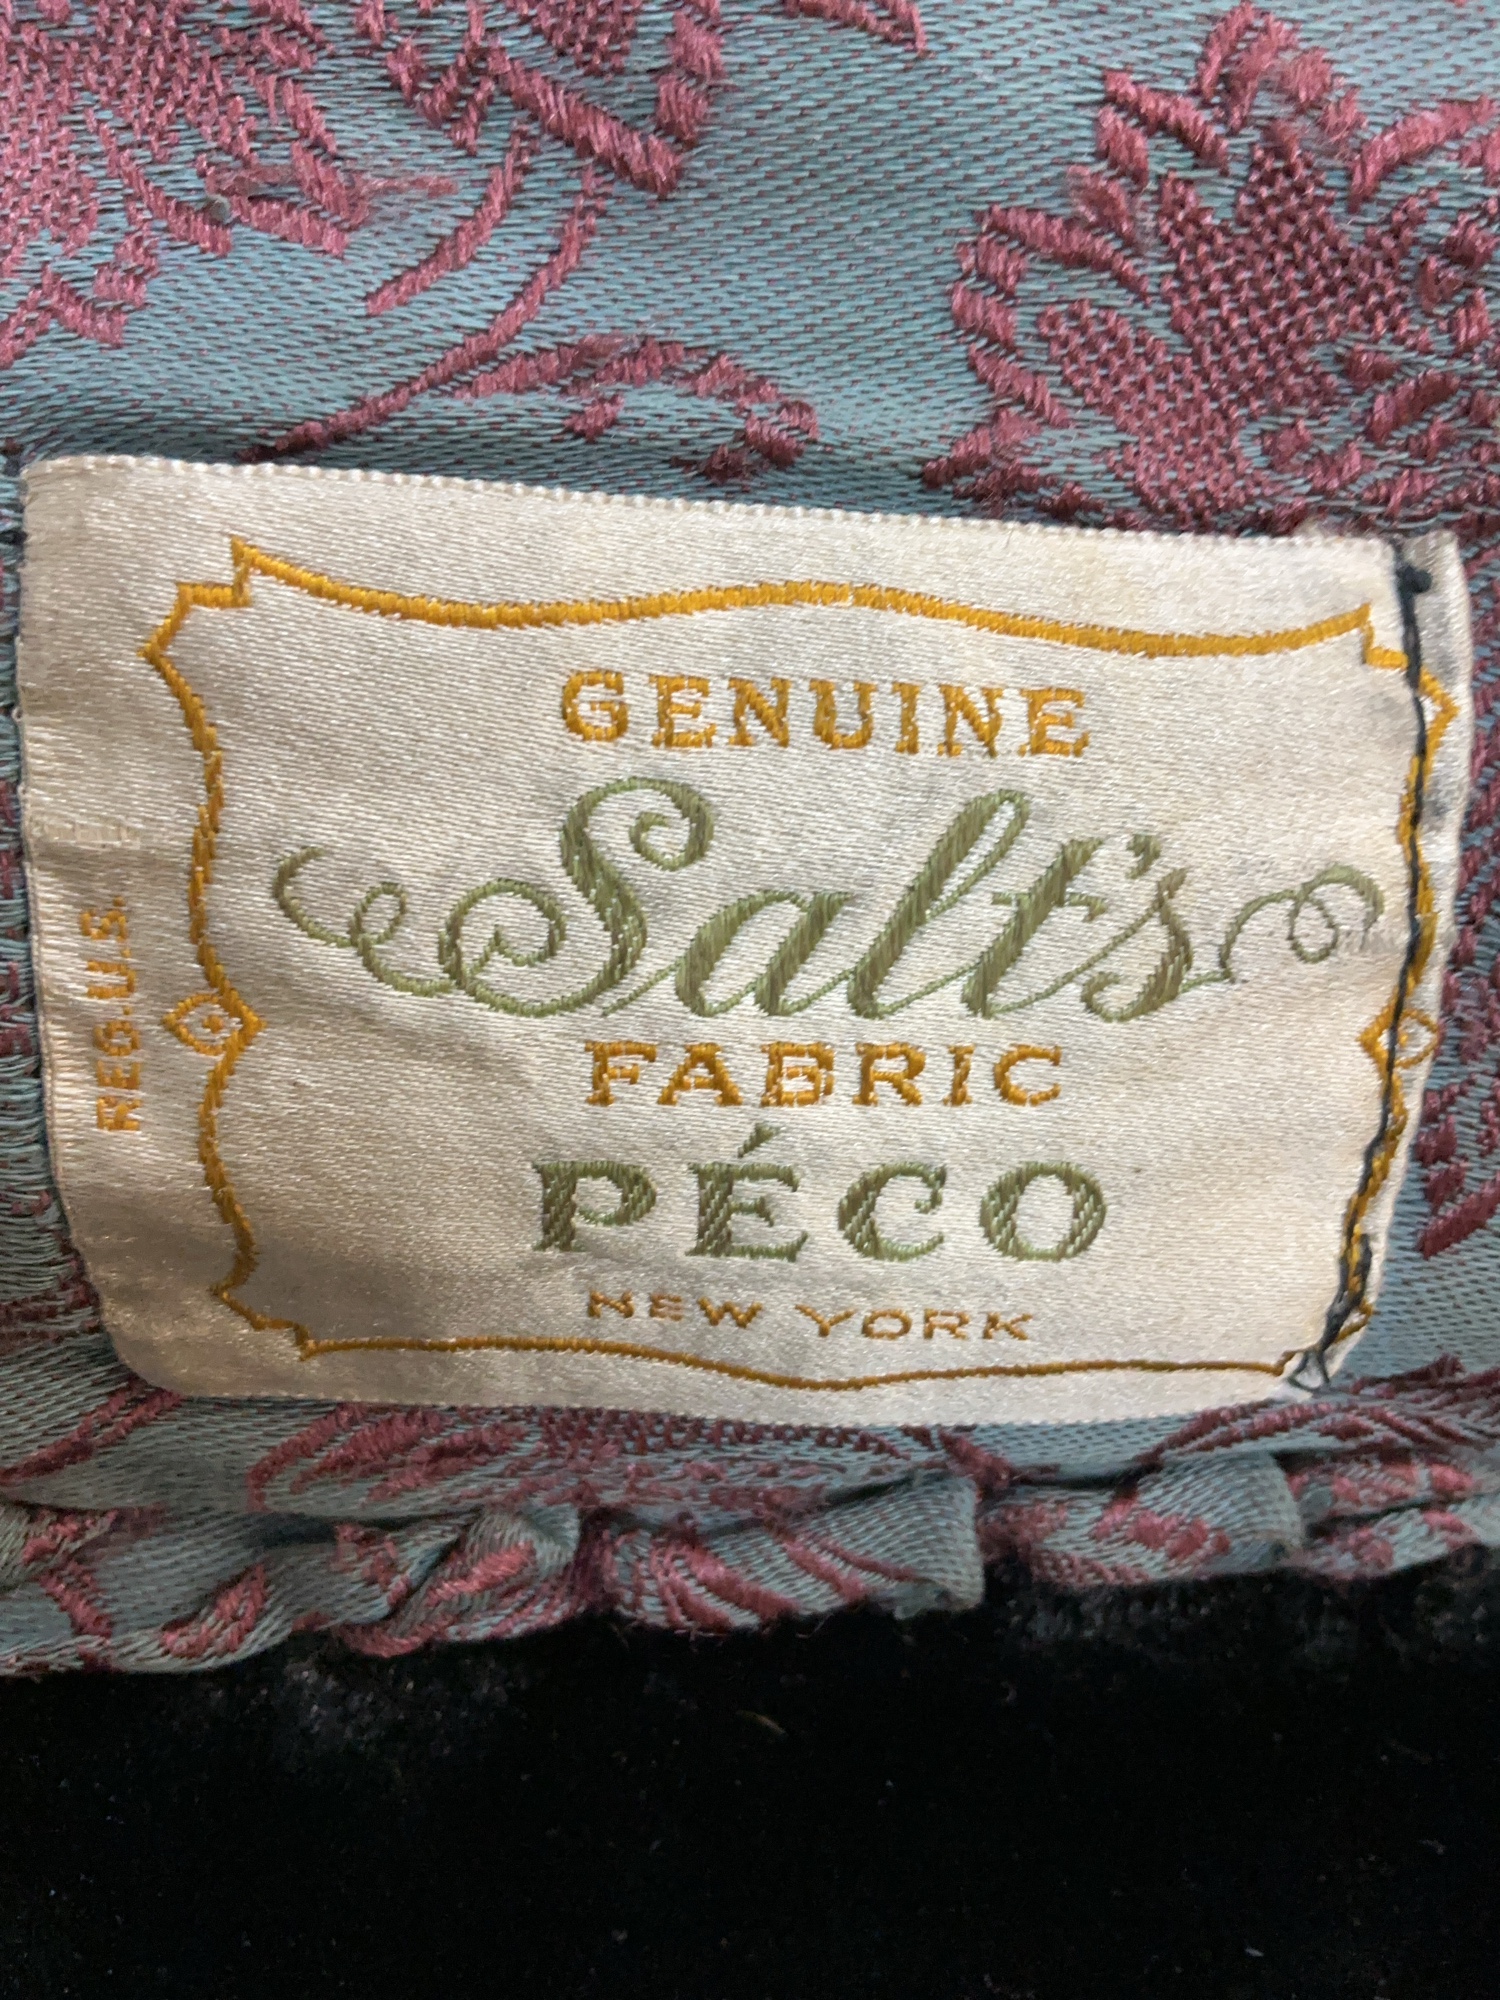 GENUINE
Salt's
FABRIC
PÉCO
NEW YORK
REG.U.S.